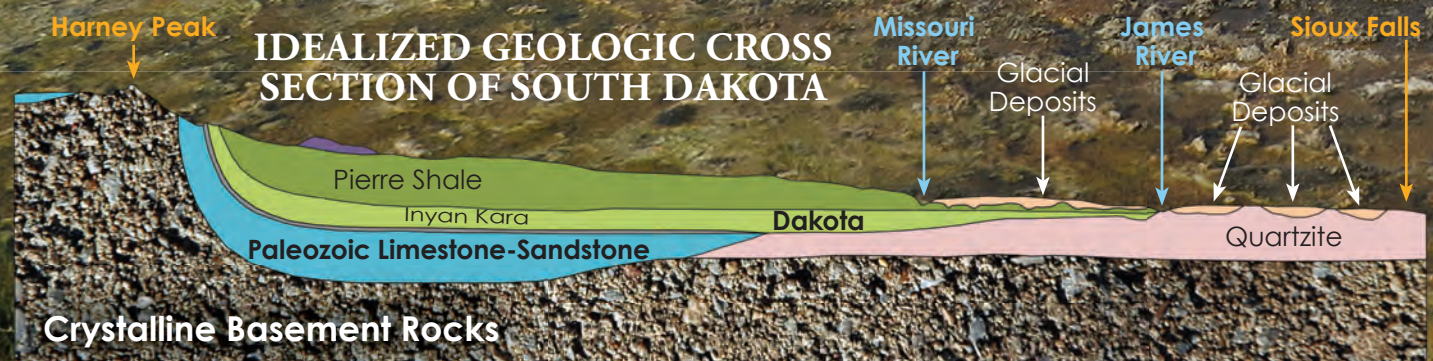 Harney Peak
IDEALIZED GEOLOGIC CROSS
SECTION OF SOUTH DAKOTA
Missouri
River
Glacial
Deposits
James
River
Glacial
Deposits
Sioux Falls
Pierre Shale
Inyan Kara
Dakota
Paleozoic Limestone-Sandstone
Quartzite
Crystalline Basement Rocks